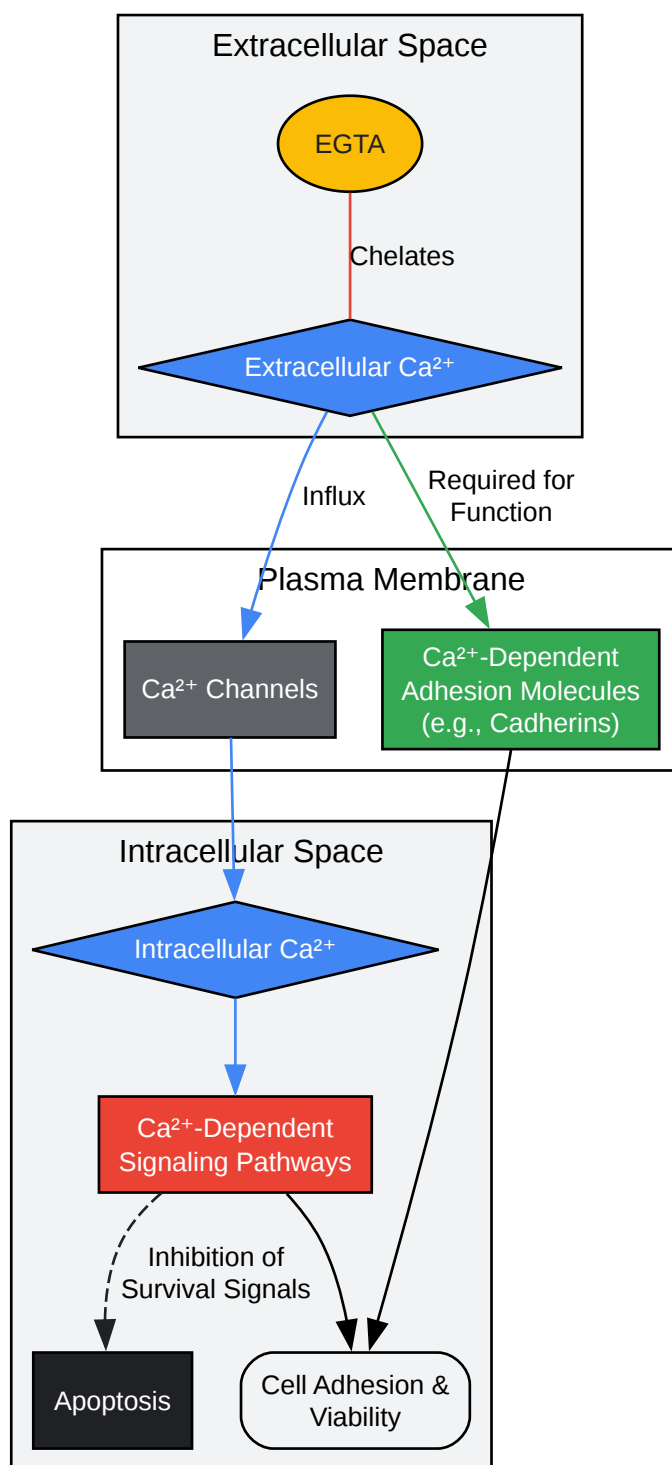 Extracellular Space
EGTA
Chelates
Extracellular Ca²⁺
Influx
Required for
Function
Plasma Membrane
Ca²⁺ Channels
Ca²⁺-Dependent
Adhesion Molecules
(e.g., Cadherins)
Intracellular Space
Intracellular Ca²⁺
Ca²⁺-Dependent
Signaling Pathways
Inhibition of
Survival Signals
Apoptosis
Cell Adhesion &
Viability